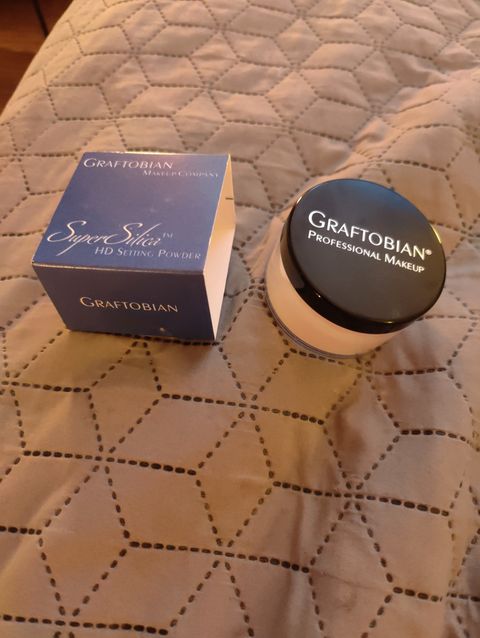 GRAFTOBIAN
MAKEUP COMPANY
SuperSilica™
HD SETTING POWDER
GRAFTOBIAN
GRAFTOBIAN®
PROFESSIONAL MAKEUP